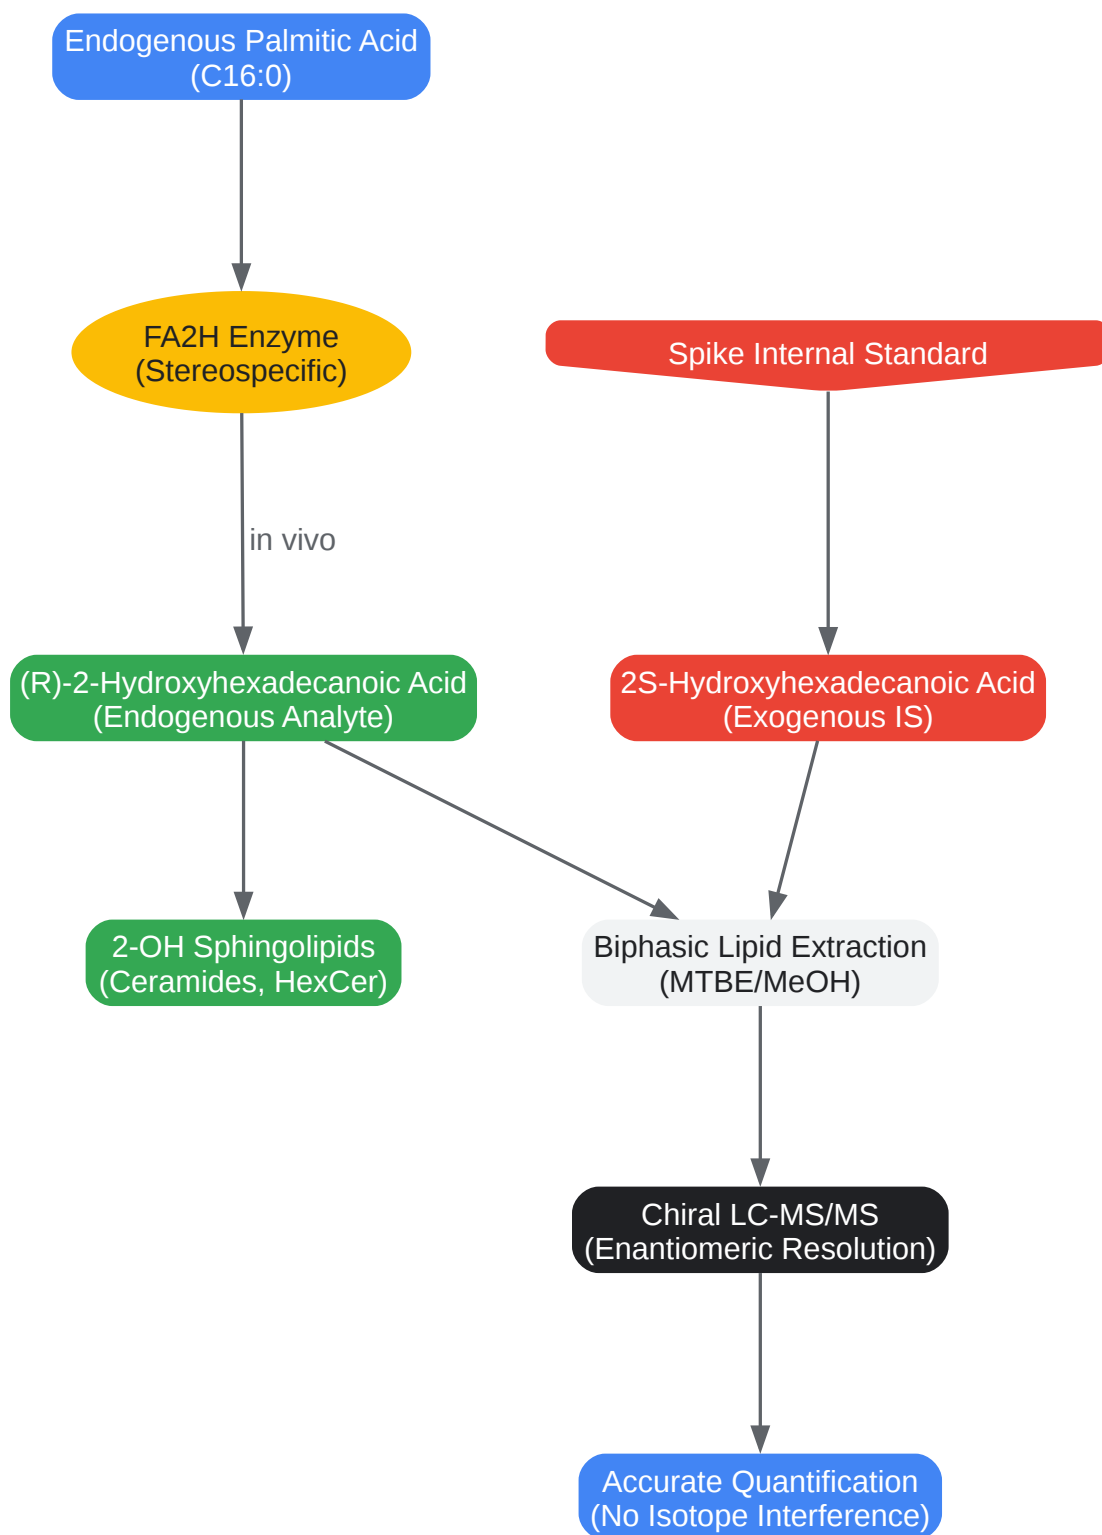 Endogenous Palmitic Acid
(C16:0)
FA2H Enzyme
(Stereospecific)
Spike Internal Standard
in vivo
(R)-2-Hydroxyhexadecanoic Acid
(Endogenous Analyte)
2S-Hydroxyhexadecanoic Acid
(Exogenous IS)
2-OH Sphingolipids
(Ceramides, HexCer)
Biphasic Lipid Extraction
(MTBE/MeOH)
Chiral LC-MS/MS
(Enantiomeric Resolution)
Accurate Quantification
(No Isotope Interference)